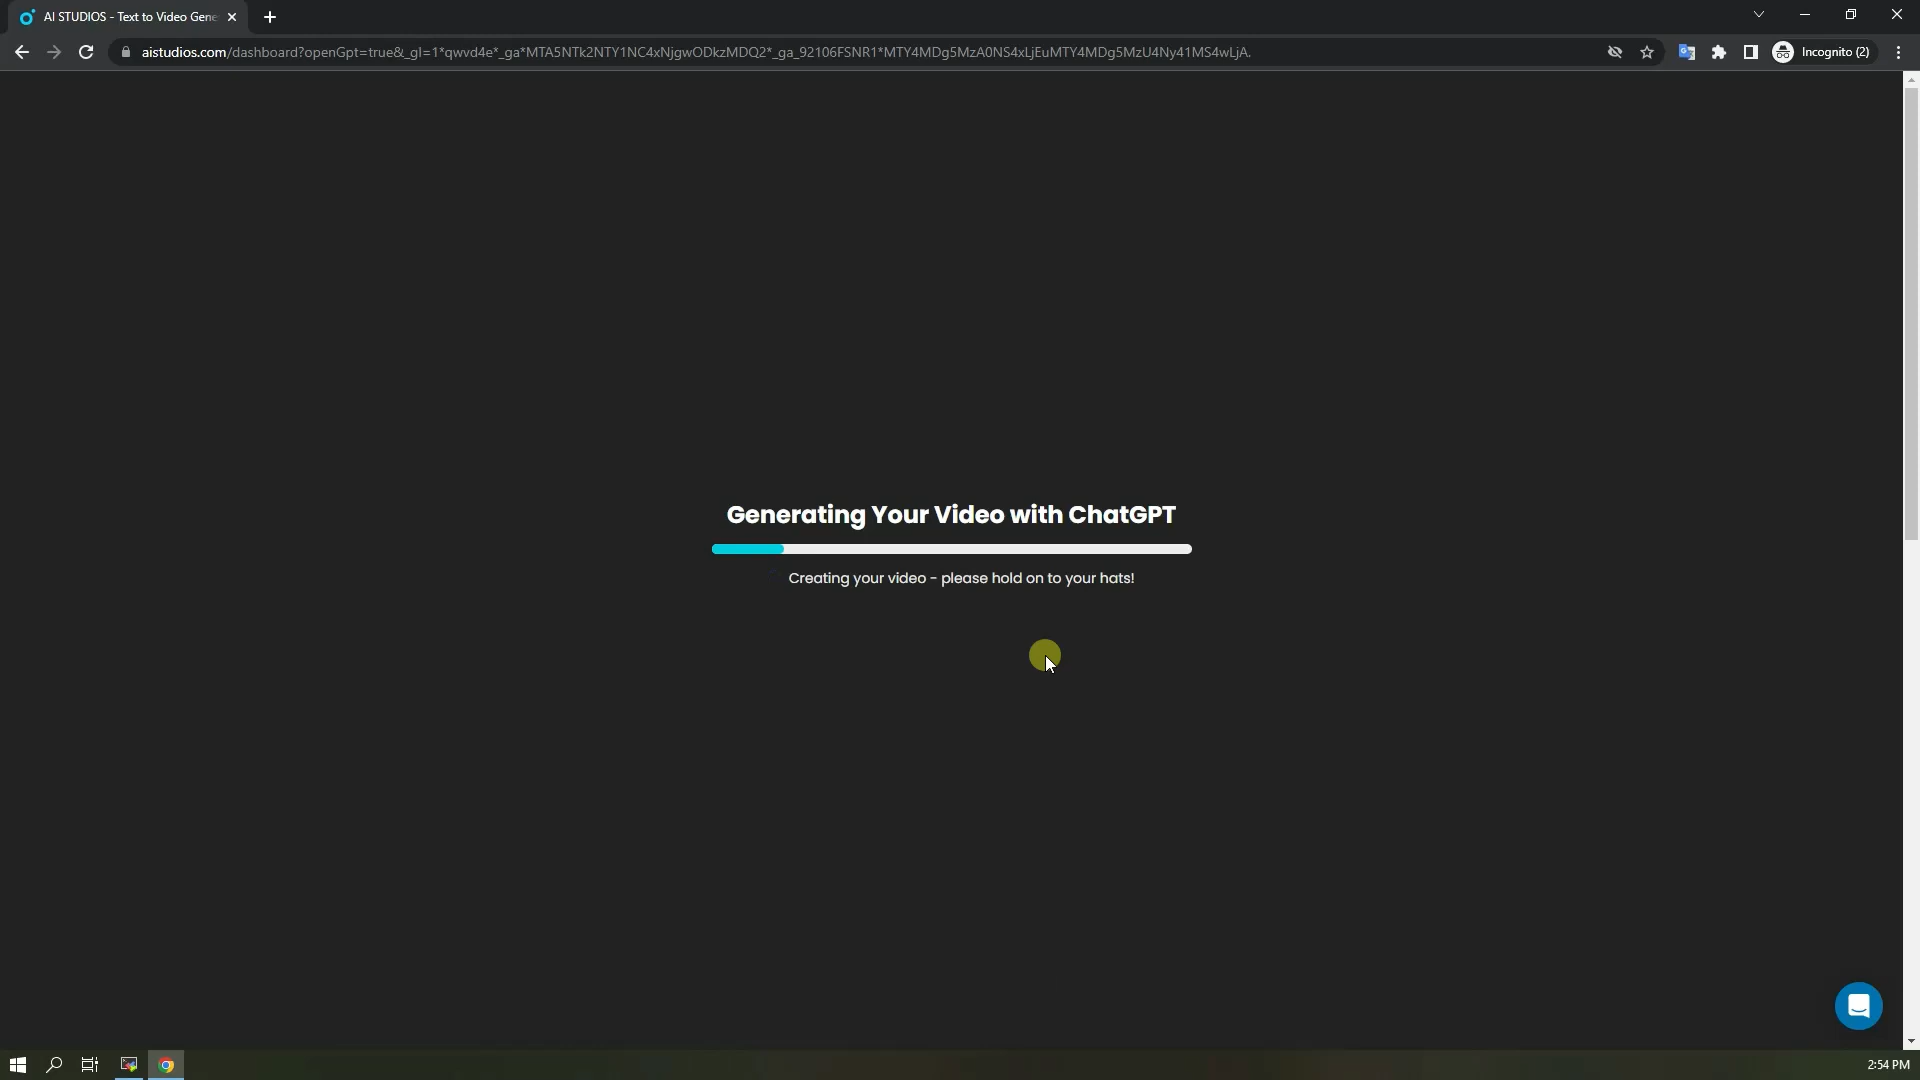 AI STUDIOS - Text to Video Gene
aistudios.com/dashboard?openGpt=true&_gl=1*qwvd4e*_ga*MTA5NTk2NTY1NC4xNjgwODkzMDQ2*_ga_92106FSNR1*MTY4MDg5MzA0NS4xLjEuMTY4MDg5MzU4Ny41MS4wLjA.
Incognito (2)
Generating Your Video with ChatGPT
Creating your video - please hold on to your hats!
2:54 PM